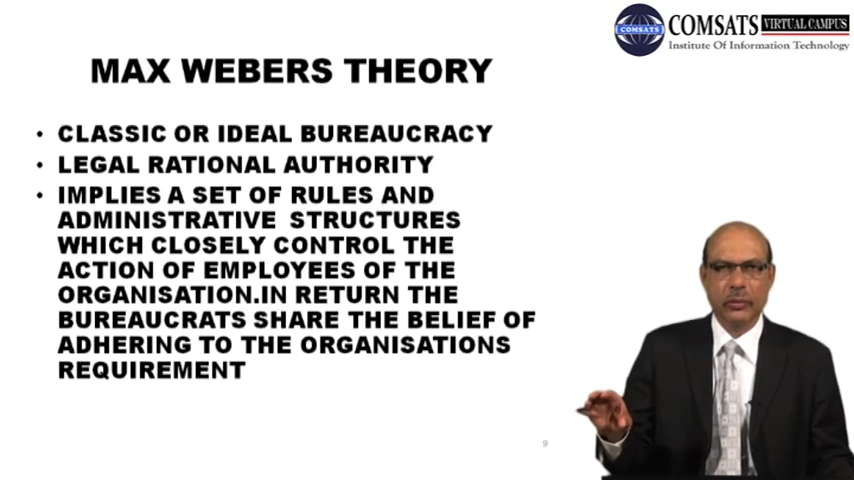 COMSATS VIRTUAL CAMPUS
COMSATS
Institute Of Information Technology
MAX WEBERS THEORY
• CLASSIC OR IDEAL BUREAUCRACY
• LEGAL RATIONAL AUTHORITY
• IMPLIES A SET OF RULES AND
ADMINISTRATIVE STRUCTURES
WHICH CLOSELY CONTROL THE
ACTION OF EMPLOYEES OF THE
ORGANISATION.IN RETURN THE
BUREAUCRATS SHARE THE BELIEF OF
ADHERING TO THE ORGANISATIONS
REQUIREMENT
9